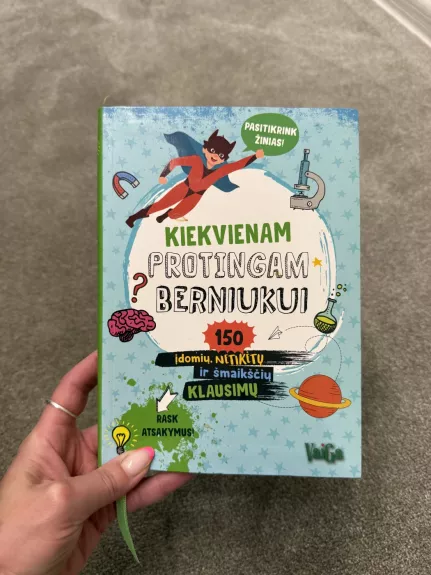 PASITIKRINK
ŽINIAS!
KIEKVIENAM
PROTINGAM
BERNIUKUI
?
150
įdomių, NETIKĖTŲ
ir šmaikščių
KLAUSIMŲ
RASK
ATSAKYMUS!
VaiGa